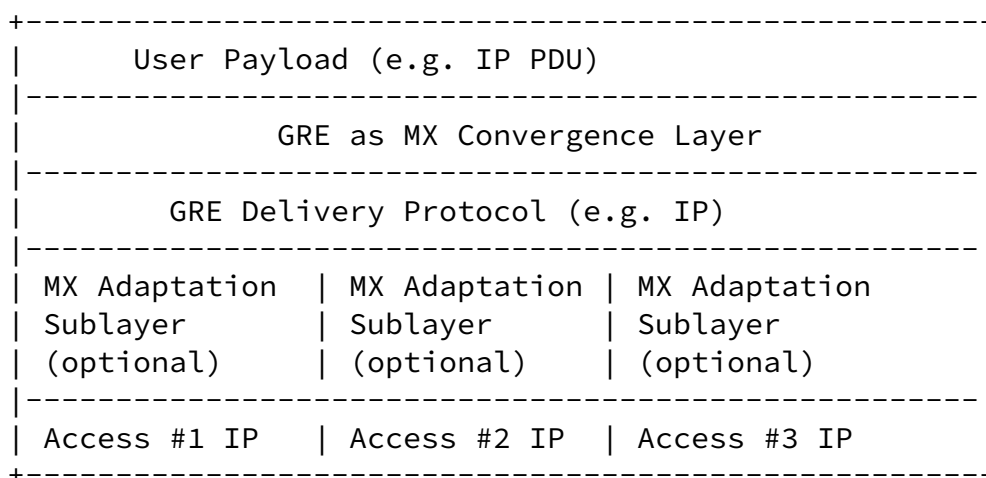 +------------------------------------------------------
|      User Payload (e.g. IP PDU)
|------------------------------------------------------
|              GRE as MX Convergence Layer
|------------------------------------------------------
|        GRE Delivery Protocol (e.g. IP)
|------------------------------------------------------
| MX Adaptation  | MX Adaptation | MX Adaptation
| Sublayer       | Sublayer      | Sublayer
| (optional)     | (optional)    | (optional)
|------------------------------------------------------
| Access #1 IP   | Access #2 IP  | Access #3 IP
+------------------------------------------------------